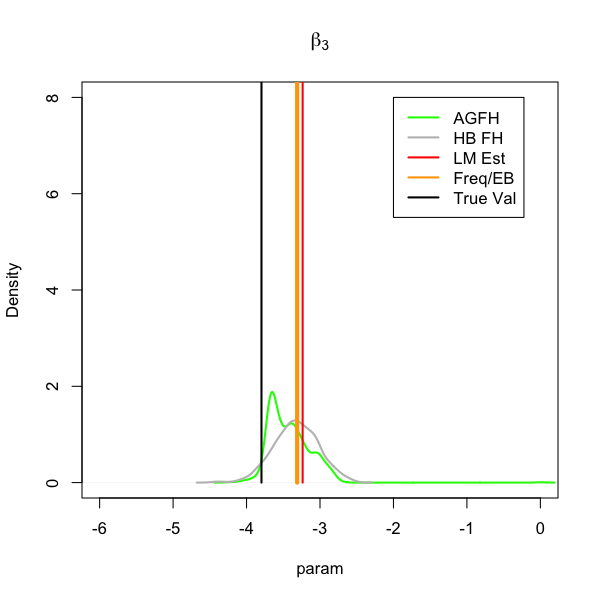 β₃
8
6
4
2
0
Density
AGFH
HB FH
LM Est
Freq/EB
True Val
-6 -5 -4 -3 -2 -1 0
param